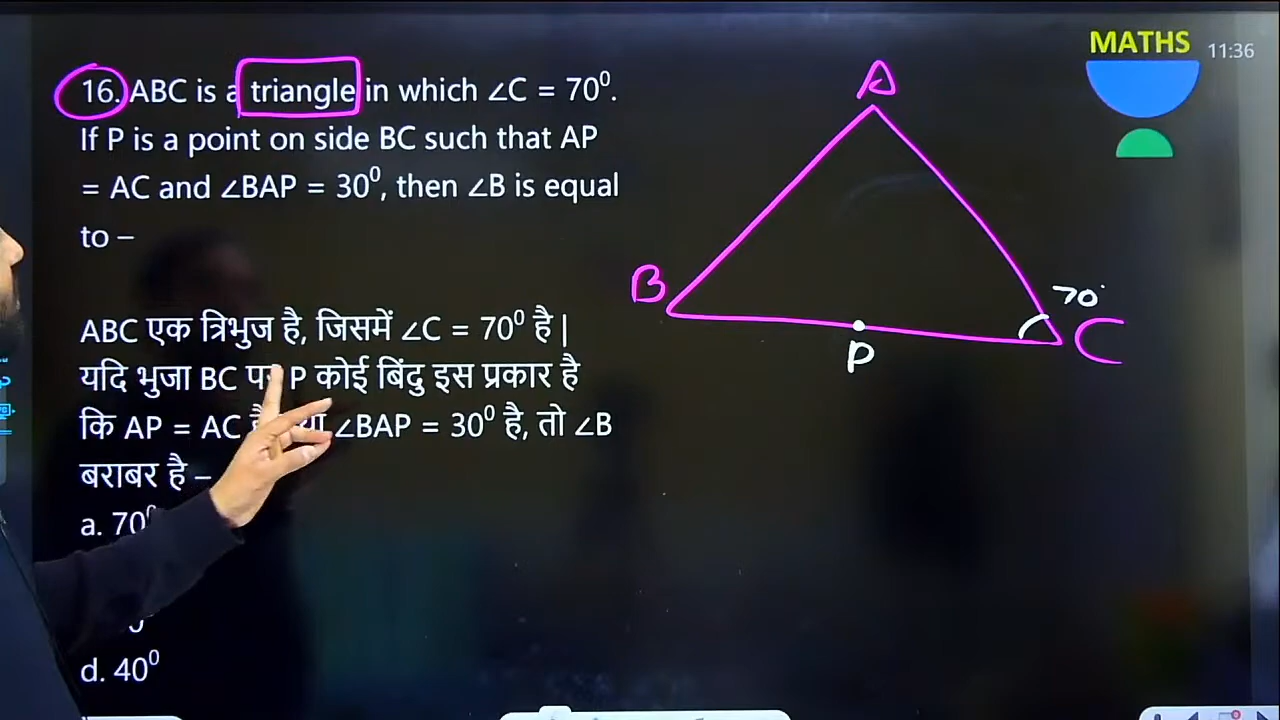 MATHS
11:36
16. ABC is a triangle in which ∠C = 70⁰.
If P is a point on side BC such that AP
= AC and ∠BAP = 30⁰, then ∠B is equal
to –
ABC एक त्रिभुज है, जिसमें ∠C = 70⁰ है |
यदि भुजा BC P कोई बिंदु इस प्रकार है
कि AP = AC ∠BAP = 30⁰ है, तो ∠B
बराबर है –
a. 70⁰
d. 40⁰
A
B
70°
C
P